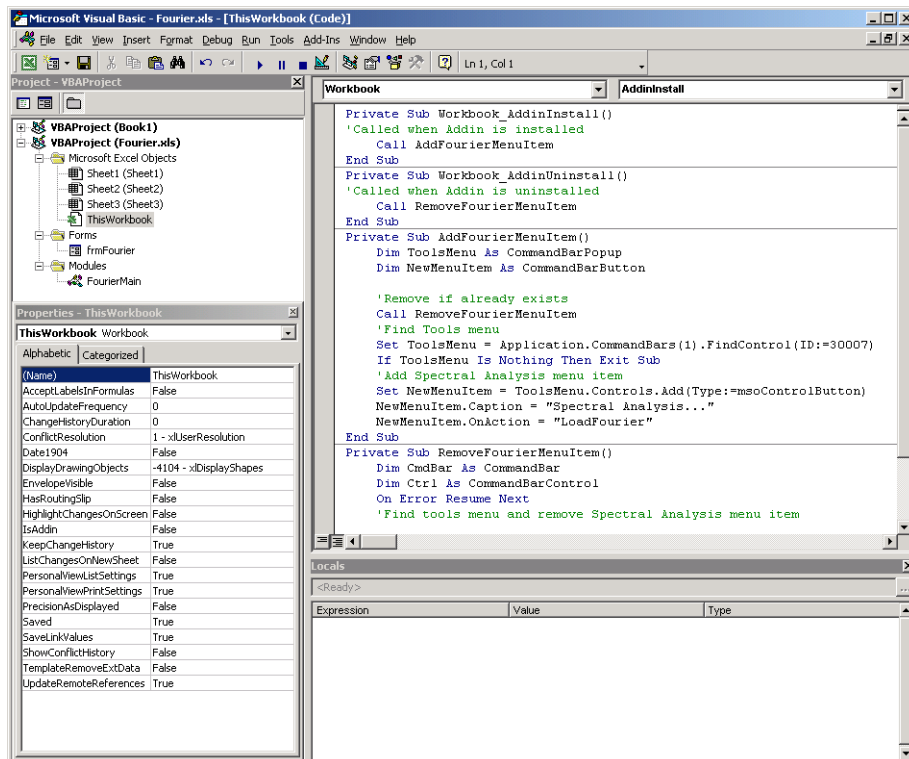 Microsoft Visual Basic - Fourier.xls - [ThisWorkbook (Code)]
File Edit View Insert Format Debug Run Tools Add-Ins Window Help
Ln 1, Col 1
Project - VBAProject
VBAProject (Book1)
VBAProject (Fourier.xls)
Microsoft Excel Objects
Sheet1 (Sheet1)
Sheet2 (Sheet2)
Sheet3 (Sheet3)
ThisWorkbook
Forms
frmFourier
Modules
FourierMain
Properties - ThisWorkbook
ThisWorkbook Workbook
Alphabetic Categorized
(Name) ThisWorkbook
AcceptLabelsInFormulas False
AutoUpdateFrequency 0
ChangeHistoryDuration 0
ConflictResolution 1 - xlUserResolution
Date1904 False
DisplayDrawingObjects -4104 - xlDisplayShapes
EnvelopeVisible False
HasRoutingSlip False
HighlightChangesOnScreen False
IsAddin False
KeepChangeHistory True
ListChangesOnNewSheet False
PersonalViewListSettings True
PersonalViewPrintSettings True
PrecisionAsDisplayed False
Saved True
SaveLinkValues True
ShowConflictHistory False
TemplateRemoveExtData False
UpdateRemoteReferences True
Workbook AddinInstall
Private Sub Workbook_AddinInstall()
'Called when Addin is installed
Call AddFourierMenuItem
End Sub
Private Sub Workbook_AddinUninstall()
'Called when Addin is uninstalled
Call RemoveFourierMenuItem
End Sub
Private Sub AddFourierMenuItem()
Dim ToolsMenu As CommandBarPopup
Dim NewMenuItem As CommandBarButton
'Remove if already exists
Call RemoveFourierMenuItem
'Find Tools menu
Set ToolsMenu = Application.CommandBars(1).FindControl(ID:=30007)
If ToolsMenu Is Nothing Then Exit Sub
'Add Spectral Analysis menu item
Set NewMenuItem = ToolsMenu.Controls.Add(Type:=msoControlButton)
NewMenuItem.Caption = "Spectral Analysis..."
NewMenuItem.OnAction = "LoadFourier"
End Sub
Private Sub RemoveFourierMenuItem()
Dim CmdBar As CommandBar
Dim Ctrl As CommandBarControl
On Error Resume Next
'Find tools menu and remove Spectral Analysis menu item
Locals
<Ready>
...
Expression Value Type